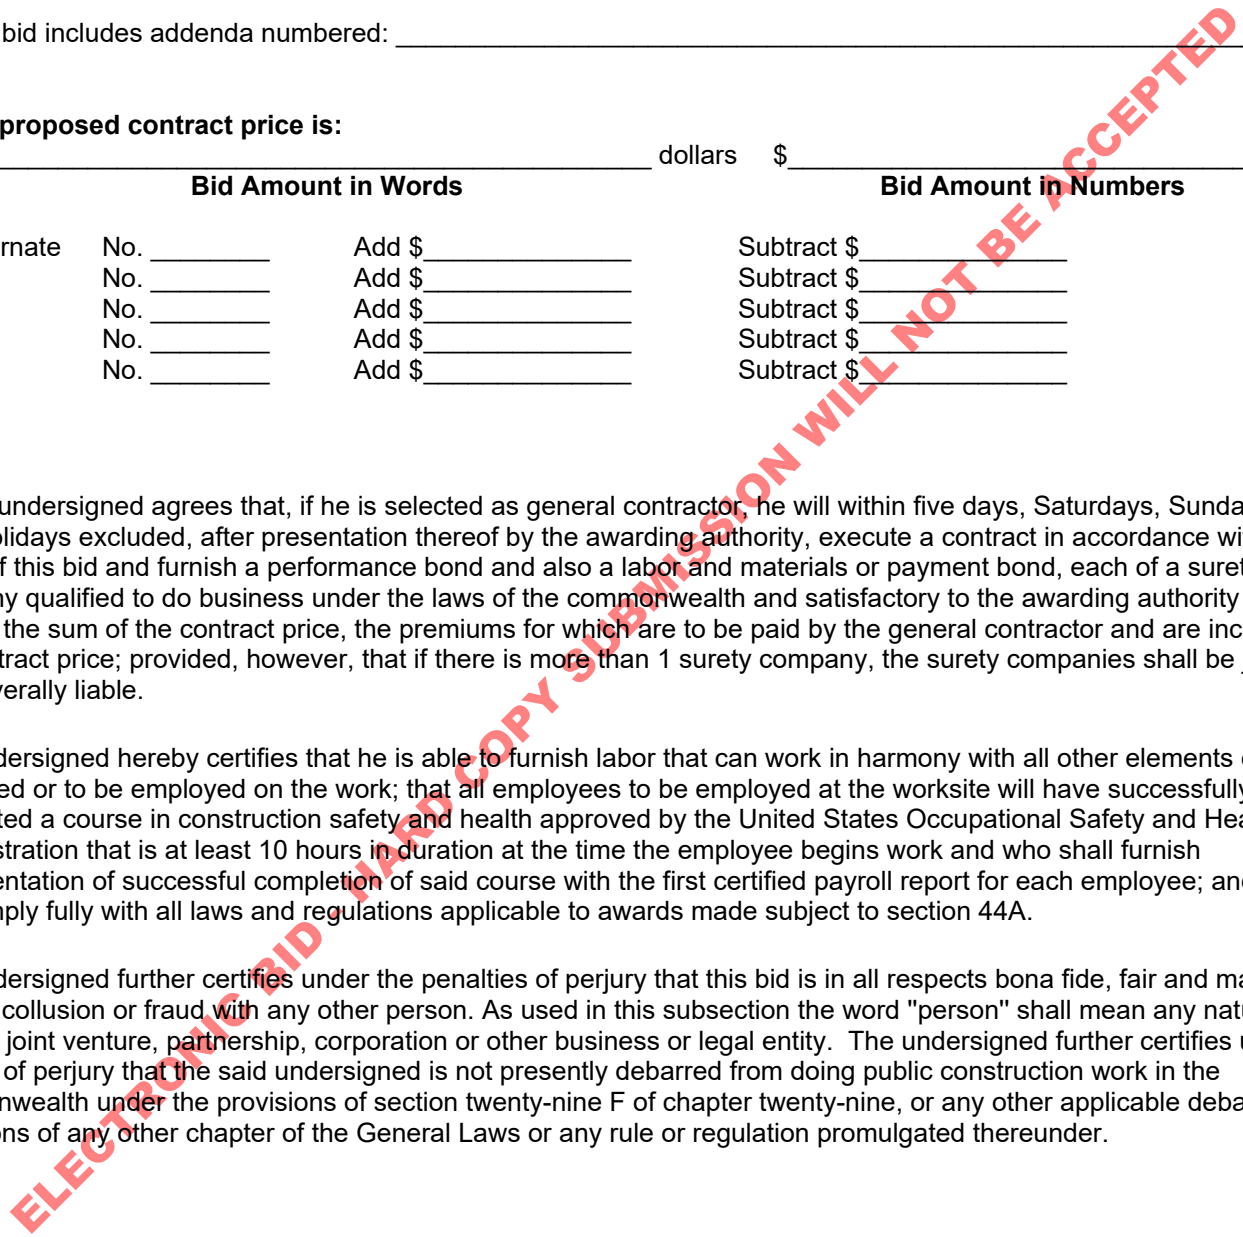 bid includes addenda numbered: ____________________
proposed contract price is:
____________________ dollars $____________________
Bid Amount in Words Bid Amount in Numbers
rnate No. ________ Add $______________ Subtract $______________
No. ________ Add $______________ Subtract $______________
No. ________ Add $______________ Subtract $______________
No. ________ Add $______________ Subtract $______________
No. ________ Add $______________ Subtract $______________
undersigned agrees that, if he is selected as general contractor, he will within five days, Saturdays, Sunda
olidays excluded, after presentation thereof by the awarding authority, execute a contract in accordance wi
f this bid and furnish a performance bond and also a labor and materials or payment bond, each of a suret
ny qualified to do business under the laws of the commonwealth and satisfactory to the awarding authority
the sum of the contract price, the premiums for which are to be paid by the general contractor and are inc
tract price; provided, however, that if there is more than 1 surety company, the surety companies shall be j
verally liable.
dersigned hereby certifies that he is able to furnish labor that can work in harmony with all other elements
ed or to be employed on the work; that all employees to be employed at the worksite will have successfully
ted a course in construction safety and health approved by the United States Occupational Safety and Hea
stration that is at least 10 hours in duration at the time the employee begins work and who shall furnish
entation of successful completion of said course with the first certified payroll report for each employee; and
mply fully with all laws and regulations applicable to awards made subject to section 44A.
dersigned further certifies under the penalties of perjury that this bid is in all respects bona fide, fair and ma
collusion or fraud with any other person. As used in this subsection the word "person" shall mean any natu
joint venture, partnership, corporation or other business or legal entity. The undersigned further certifies u
of perjury that the said undersigned is not presently debarred from doing public construction work in the
nwealth under the provisions of section twenty-nine F of chapter twenty-nine, or any other applicable deba
ons of any other chapter of the General Laws or any rule or regulation promulgated thereunder.
ELECTRONIC BID - HARD COPY SUBMISSION WILL NOT BE ACCEPTED